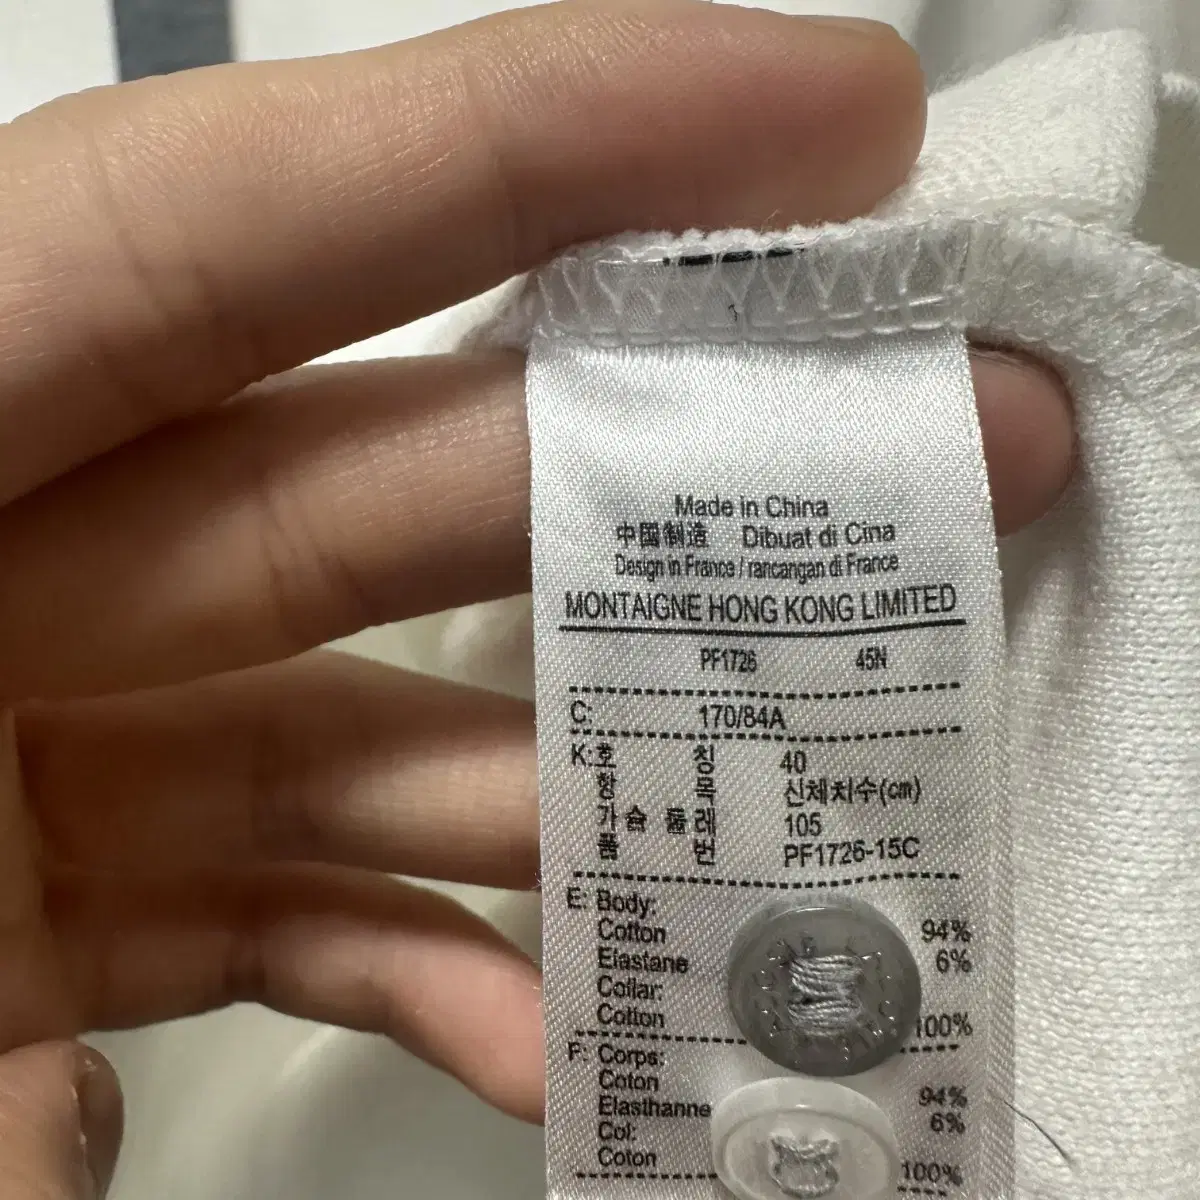 Made in China
中国制造 Dibuat di Cina
Design in France / rancangan di France
MONTAIGNE HONG KONG LIMITED
PF1726 45N
C: 170/84A
K: 호 칭 40
항 목 신체치수(cm)
가슴둘레 105
품 번 PF1726-15C
E: Body:
Cotton 94%
Elastane 6%
Collar:
Cotton 100%
F: Corps:
Coton 94%
Elasthanne 6%
Col:
Coton 100%